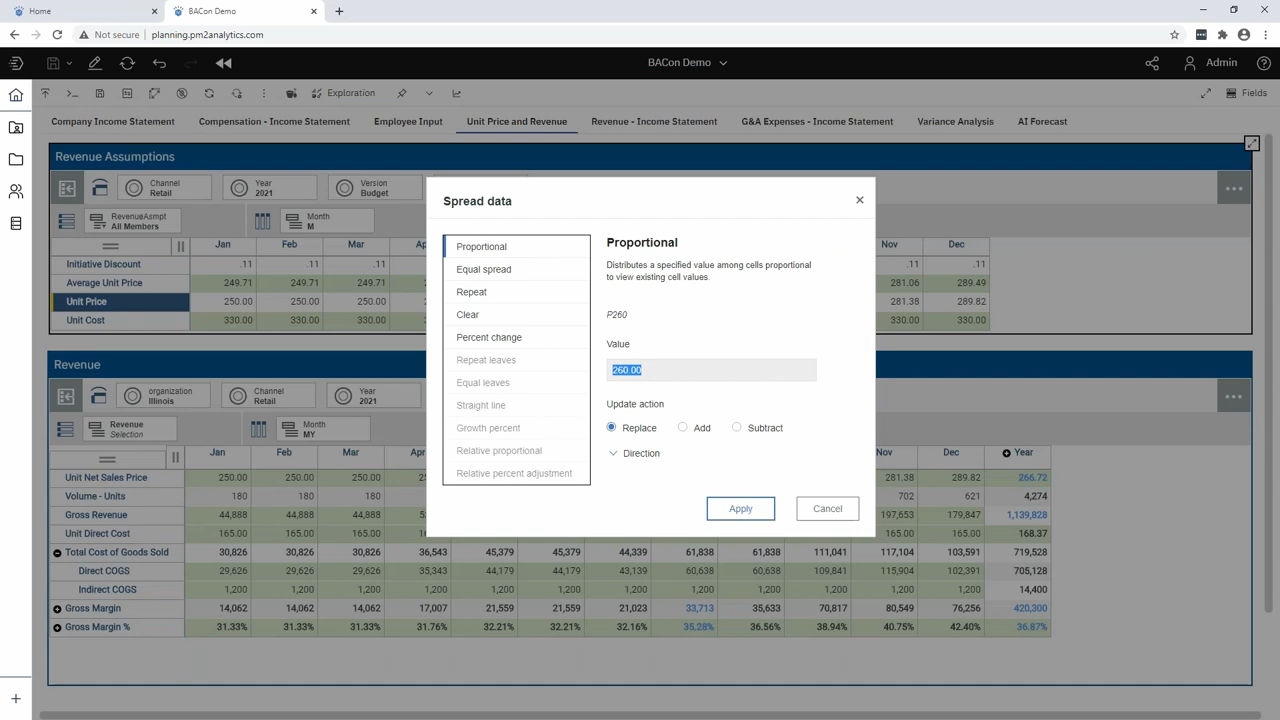 Home
BACon Demo
Not secure
planning.pm2analytics.com
BACon Demo
Admin
Exploration
Fields
Company Income Statement
Compensation - Income Statement
Employee Input
Unit Price and Revenue
Revenue - Income Statement
G&A Expenses - Income Statement
Variance Analysis
AI Forecast
Revenue Assumptions
Channel
Retail
Year
2021
Version
Budget
RevenueAsmpt
All Members
Month
M
Jan Feb Mar Nov Dec
Initiative Discount .11 .11 .11 .11 .11
Average Unit Price 249.71 249.71 249.71 281.06 289.49
Unit Price 250.00 250.00 250.00 281.38 289.82
Unit Cost 330.00 330.00 330.00 330.00 330.00
Spread data
Proportional
Equal spread
Repeat
Clear
Percent change
Repeat leaves
Equal leaves
Straight line
Growth percent
Relative proportional
Relative percent adjustment
Proportional
Distributes a specified value among cells proportional
to view existing cell values.
P260
Value
260.00
Update action
Replace
Add
Subtract
Direction
Apply
Cancel
Revenue
organization
Illinois
Channel
Retail
Year
2021
Revenue
Selection
Month
MY
Jan Feb Mar Nov Dec Year
Unit Net Sales Price 250.00 250.00 250.00 281.38 289.82 266.72
Volume - Units 180 180 180 702 621 4,274
Gross Revenue 44,888 44,888 44,888 197,653 179,847 1,139,828
Unit Direct Cost 165.00 165.00 165.00 165.00 165.00 168.37
Total Cost of Goods Sold 30,826 30,826 30,826 36,543 45,379 45,379 44,339 61,838 61,838 111,041 117,104 103,591 719,528
Direct COGS 29,626 29,626 29,626 35,343 44,179 44,179 43,139 60,638 60,638 109,841 115,904 102,391 705,128
Indirect COGS 1,200 1,200 1,200 1,200 1,200 1,200 1,200 1,200 1,200 1,200 1,200 1,200 14,400
Gross Margin 14,062 14,062 14,062 17,007 21,559 21,559 21,023 33,713 35,633 70,817 80,549 76,256 420,300
Gross Margin % 31.33% 31.33% 31.33% 31.76% 32.21% 32.21% 32.16% 35.28% 36.56% 38.94% 40.75% 42.40% 36.87%